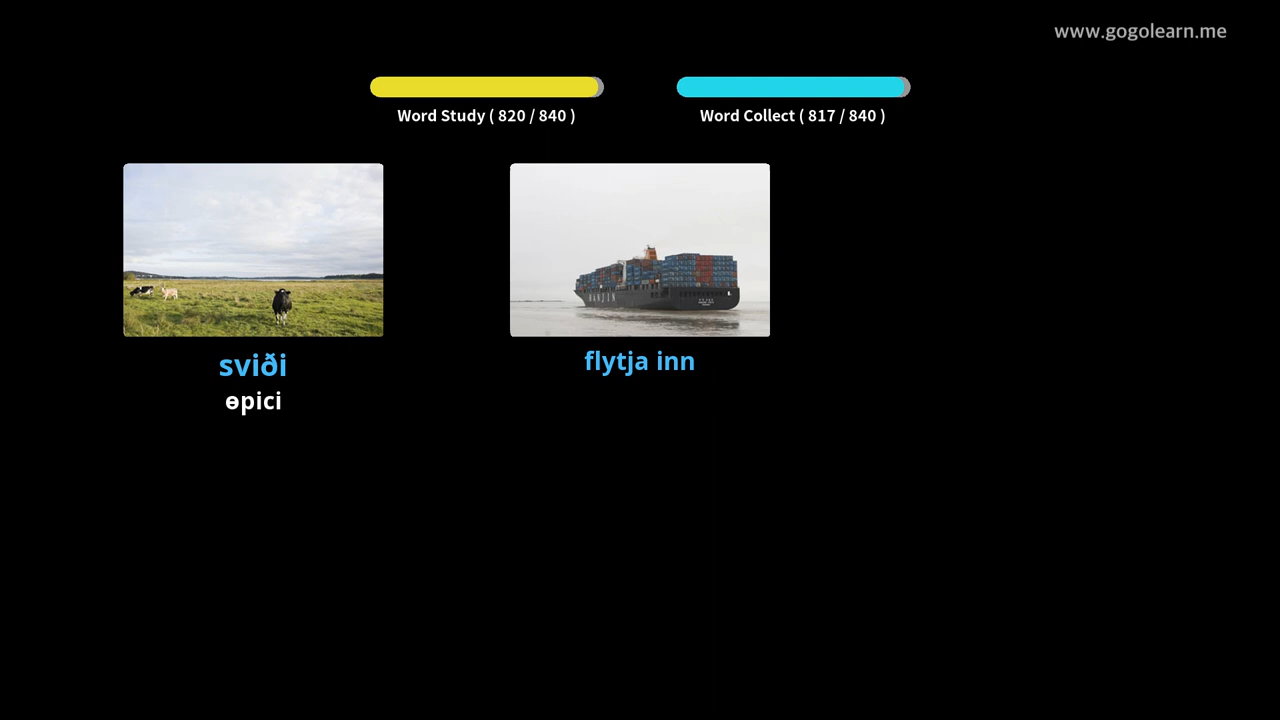 www.gogolearn.me
Word Study ( 820 / 840 )
Word Collect ( 817 / 840 )
sviði
ɵpici
flytja inn